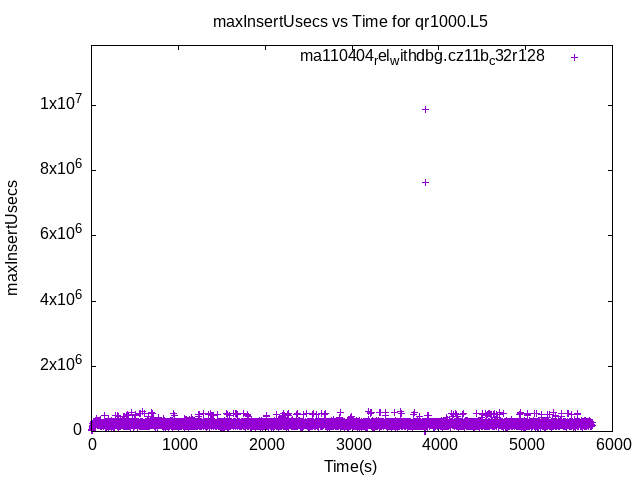 maxInsertUsecs vs Time for qr1000.L5
ma110404relwithdbg.cz11bc32r128
1x10^7
8x10^6
6x10^6
4x10^6
2x10^6
0
maxInsertUsecs
0 1000 2000 3000 4000 5000 6000
Time(s)